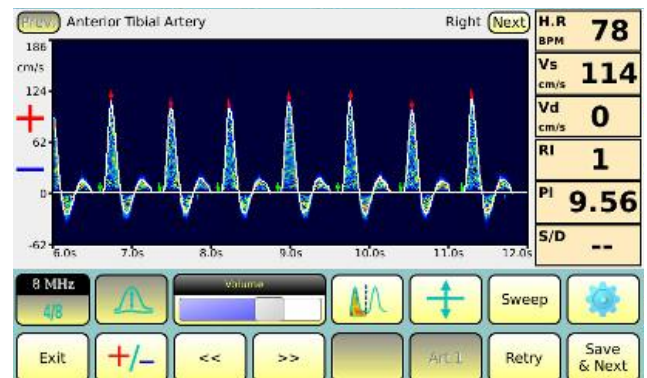 Prev. Anterior Tibial Artery Right Next
186
cm/s
124
+
62
0
-62
6.0s 7.0s 8.0s 9.0s 10.0s 11.0s 12.0s
H.R BPM 78
Vs cm/s 114
Vd cm/s 0
RI 1
PI 9.56
S/D --
8 MHz
4/8
volume
Sweep
Exit +/- << >> Art 1 Retry Save & Next